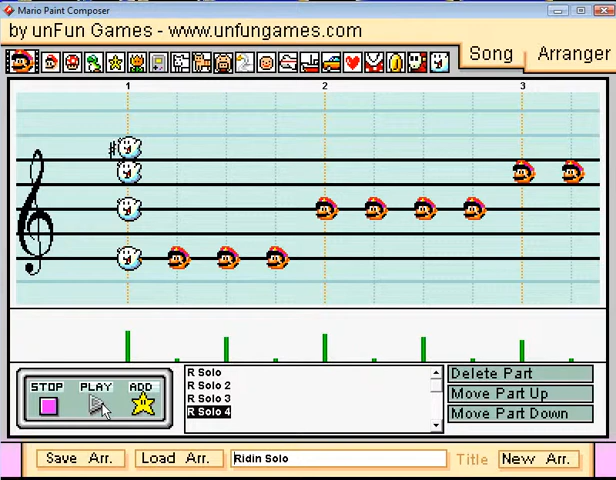 Mario Paint Composer
by unFun Games - www.unfungames.com
Song
Arranger
1 2 3
STOP PLAY ADD
R Solo
R Solo 2
R Solo 3
R Solo 4
Delete Part
Move Part Up
Move Part Down
Save Arr. Load Arr. Ridin Solo Title New Arr.